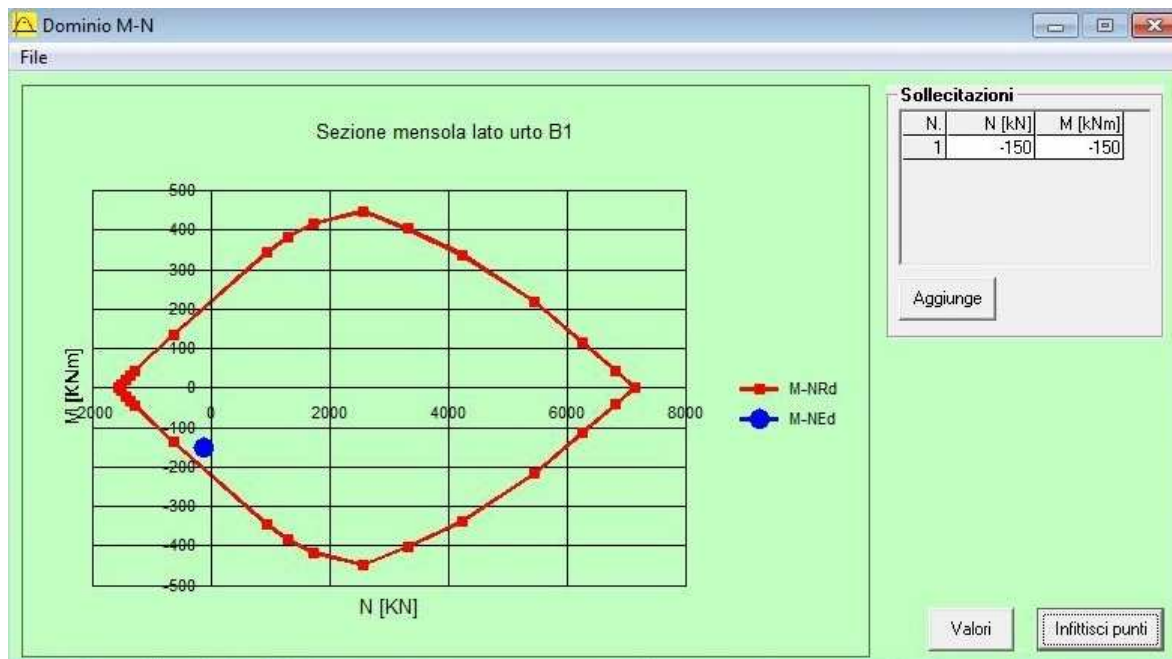 Dominio M-N
File
Sezione mensola lato urto B1
500
400
300
200
100
0
-2000 0 2000 4000 6000 8000
-100
-200
-300
-400
-500
M [KNm]
N [KN]
M-NRd
M-NEd
Sollecitazioni
N. N [kN] M [kNm]
1 -150 -150
Aggiunge
Valori Infittisci punti